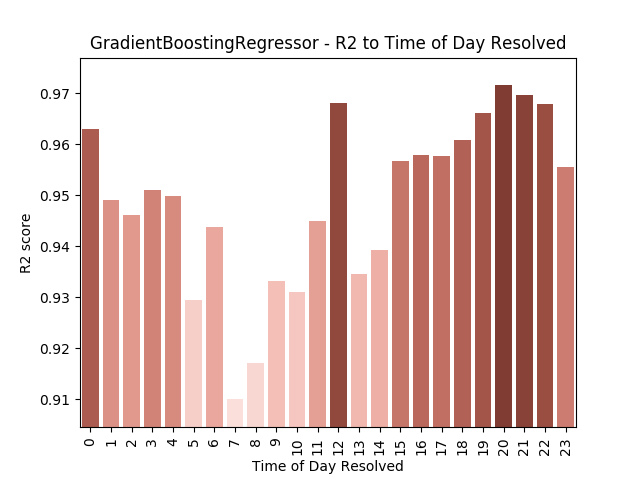 GradientBoostingRegressor - R2 to Time of Day Resolved
R2 score
0.97
0.96
0.95
0.94
0.93
0.92
0.91
0 1 2 3 4 5 6 7 8 9 10 11 12 13 14 15 16 17 18 19 20 21 22 23
Time of Day Resolved